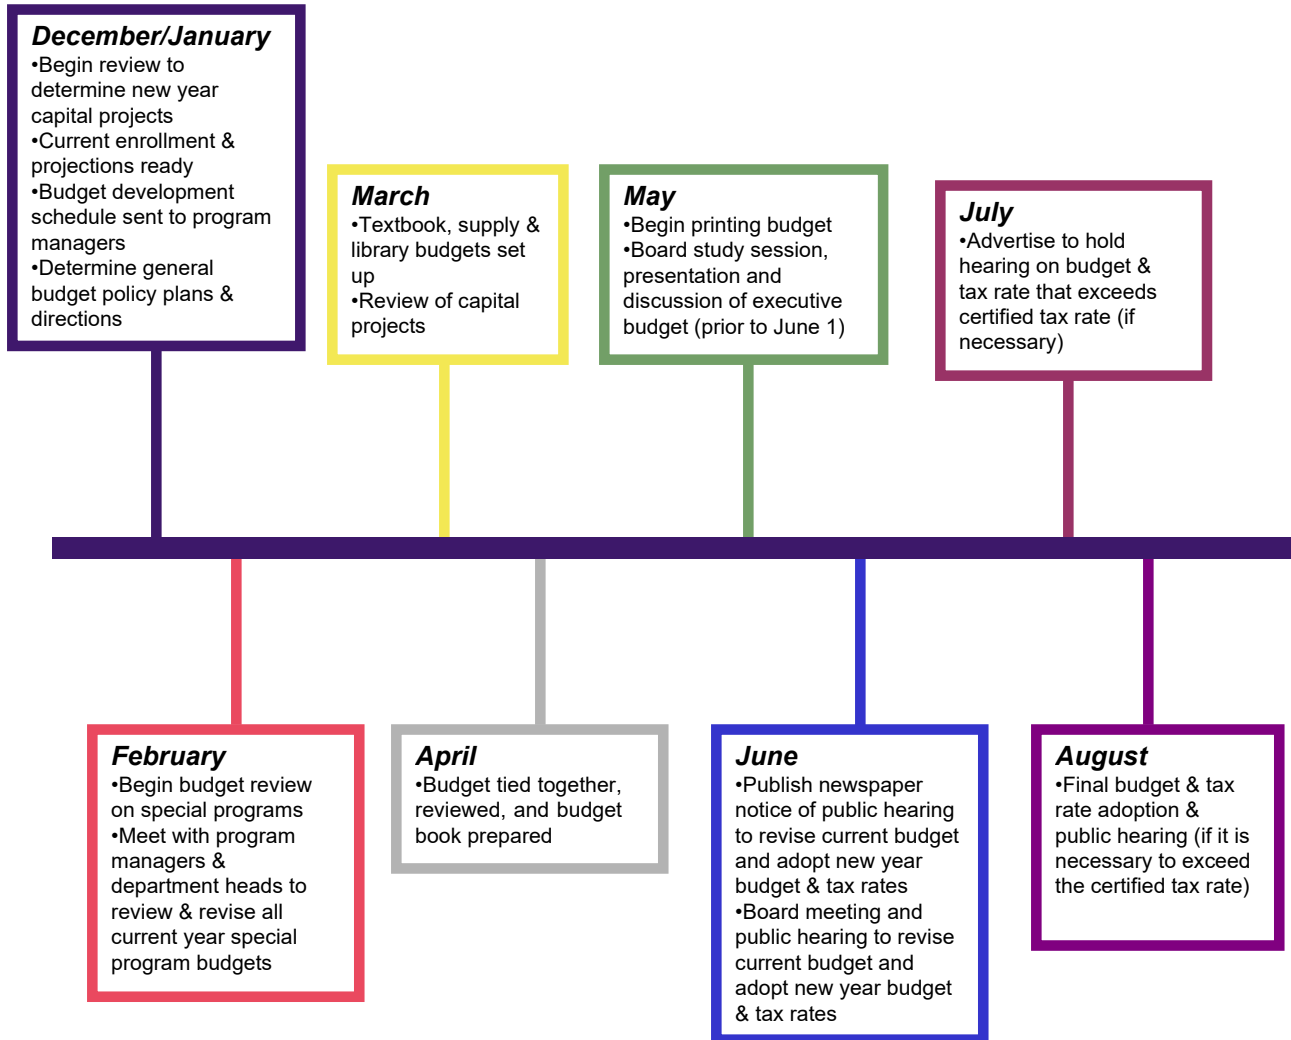 December/January
•Begin review to
determine new year
capital projects
•Current enrollment &
projections ready
•Budget development
schedule sent to program
managers
•Determine general
budget policy plans &
directions
March
•Textbook, supply &
library budgets set
up
•Review of capital
projects
May
•Begin printing budget
•Board study session,
presentation and
discussion of executive
budget (prior to June 1)
July
•Advertise to hold
hearing on budget &
tax rate that exceeds
certified tax rate (if
necessary)
February
•Begin budget review
on special programs
•Meet with program
managers &
department heads to
review & revise all
current year special
program budgets
April
•Budget tied together,
reviewed, and budget
book prepared
June
•Publish newspaper
notice of public hearing
to revise current budget
and adopt new year
budget & tax rates
•Board meeting and
public hearing to revise
current budget and
adopt new year budget
& tax rates
August
•Final budget & tax
rate adoption &
public hearing (if it is
necessary to exceed
the certified tax rate)